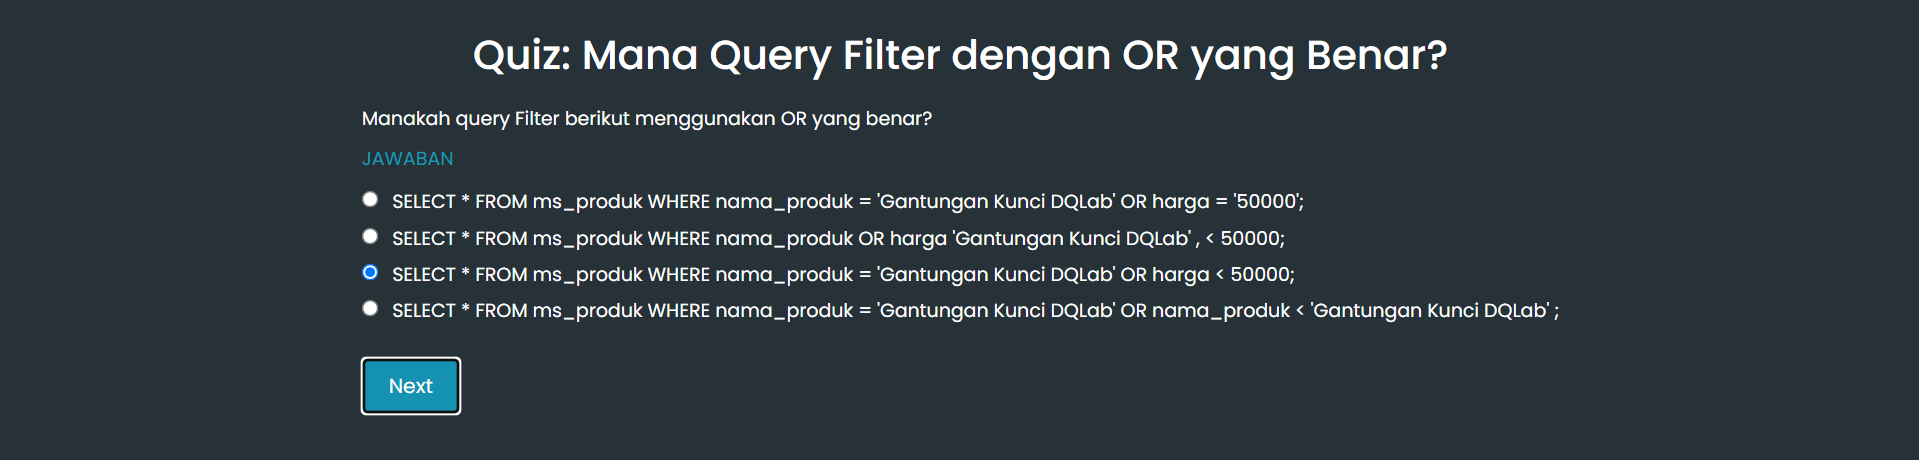 Quiz: Mana Query Filter dengan OR yang Benar?
Manakah query Filter berikut menggunakan OR yang benar?
JAWABAN
SELECT * FROM ms_produk WHERE nama_produk = 'Gantungan Kunci DQLab' OR harga = '50000';
SELECT * FROM ms_produk WHERE nama_produk OR harga 'Gantungan Kunci DQLab' , < 50000;
SELECT * FROM ms_produk WHERE nama_produk = 'Gantungan Kunci DQLab' OR harga < 50000;
SELECT * FROM ms_produk WHERE nama_produk = 'Gantungan Kunci DQLab' OR nama_produk < 'Gantungan Kunci DQLab' ;
Next